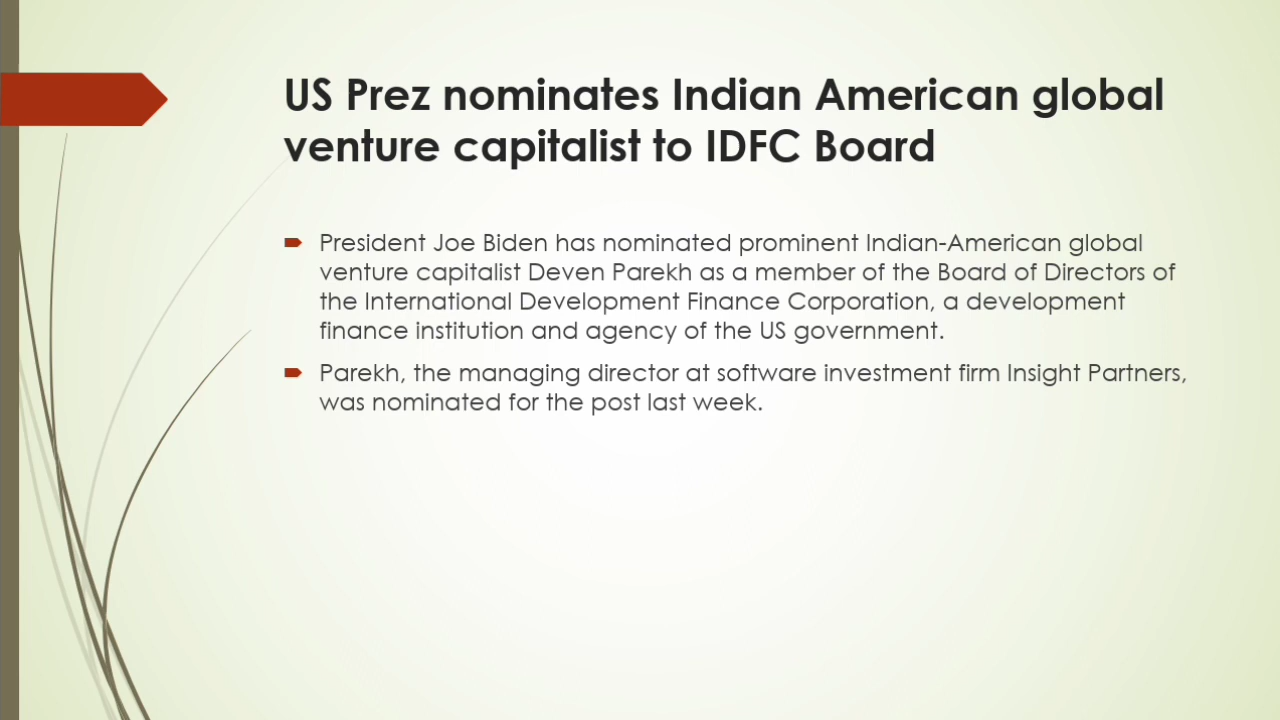 US Prez nominates Indian American global
venture capitalist to IDFC Board
President Joe Biden has nominated prominent Indian-American global
venture capitalist Deven Parekh as a member of the Board of Directors of
the International Development Finance Corporation, a development
finance institution and agency of the US government.
Parekh, the managing director at software investment firm Insight Partners,
was nominated for the post last week.